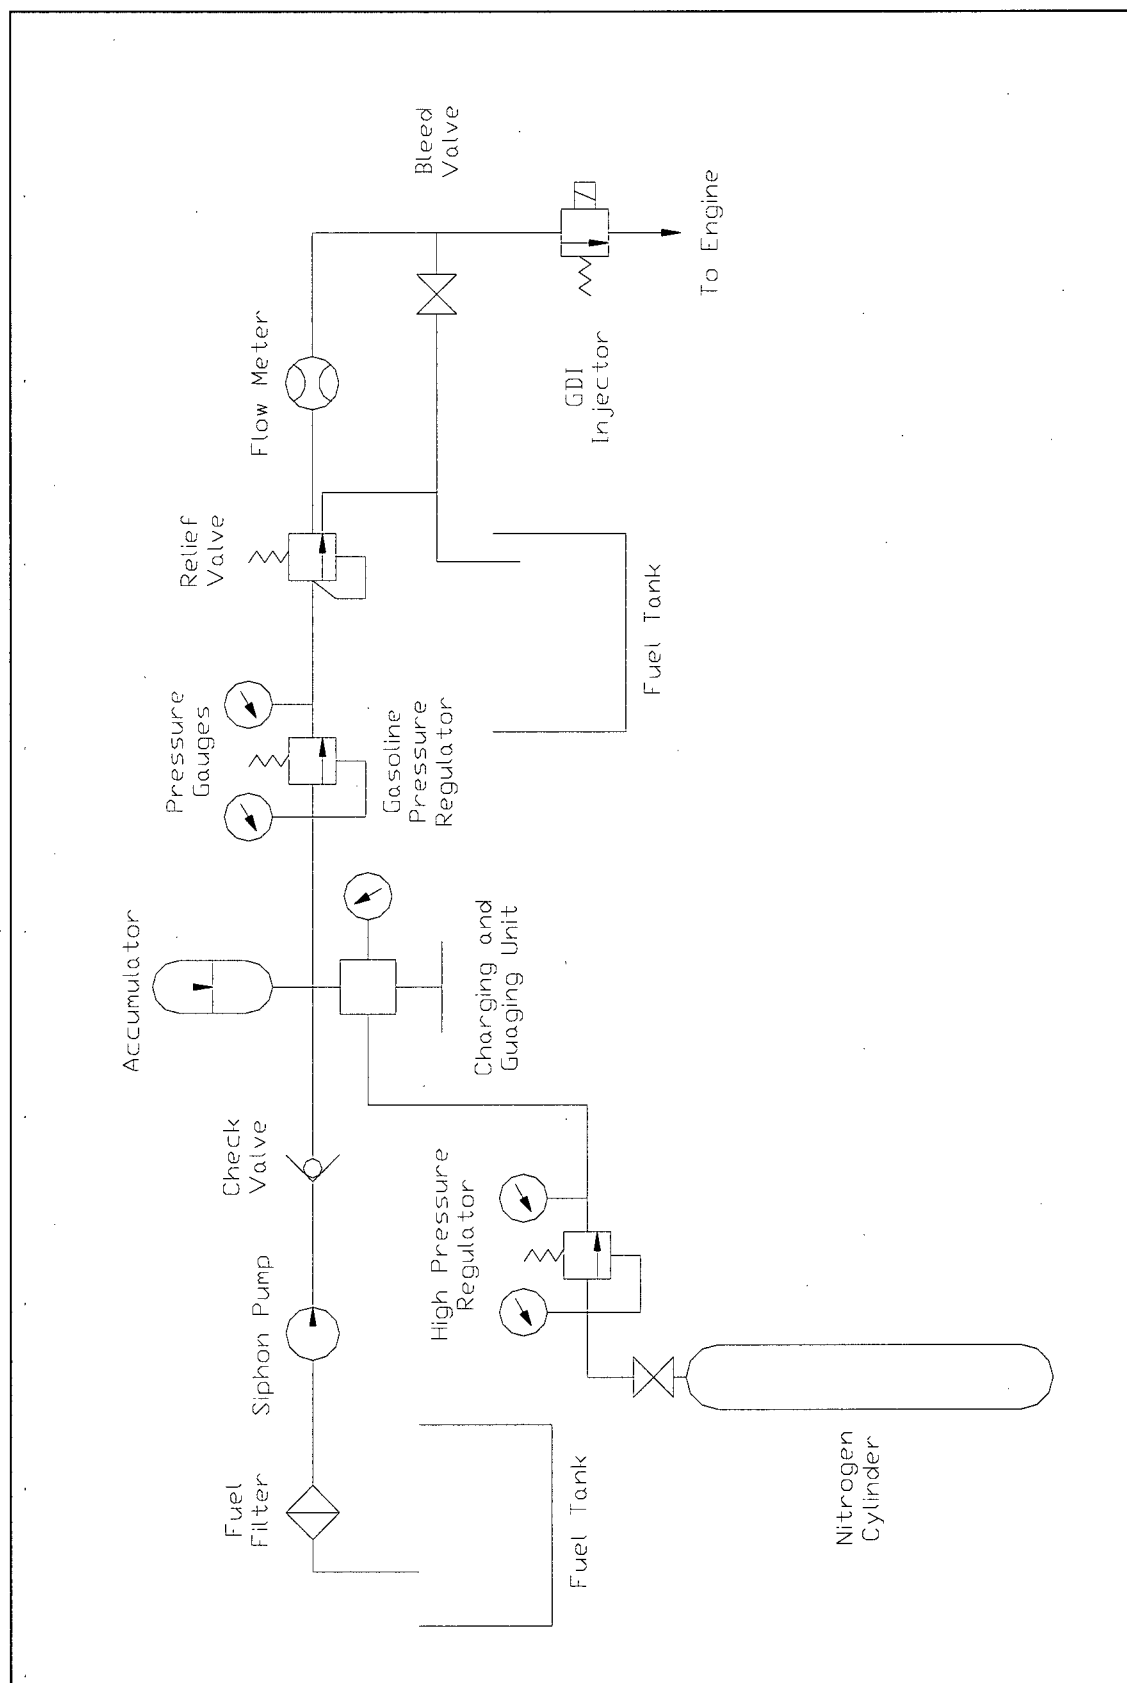 Fuel
Filter
Fuel Tank
Siphon Pump
Check
Valve
Accumulator
Pressure
Gauges
Relief
Valve
Flow Meter
Bleed
Valve
Nitrogen
Cylinder
High Pressure
Regulator
Charging and
Guaging Unit
Gasoline
Pressure
Regulator
Fuel Tank
GDI
Injector
To Engine